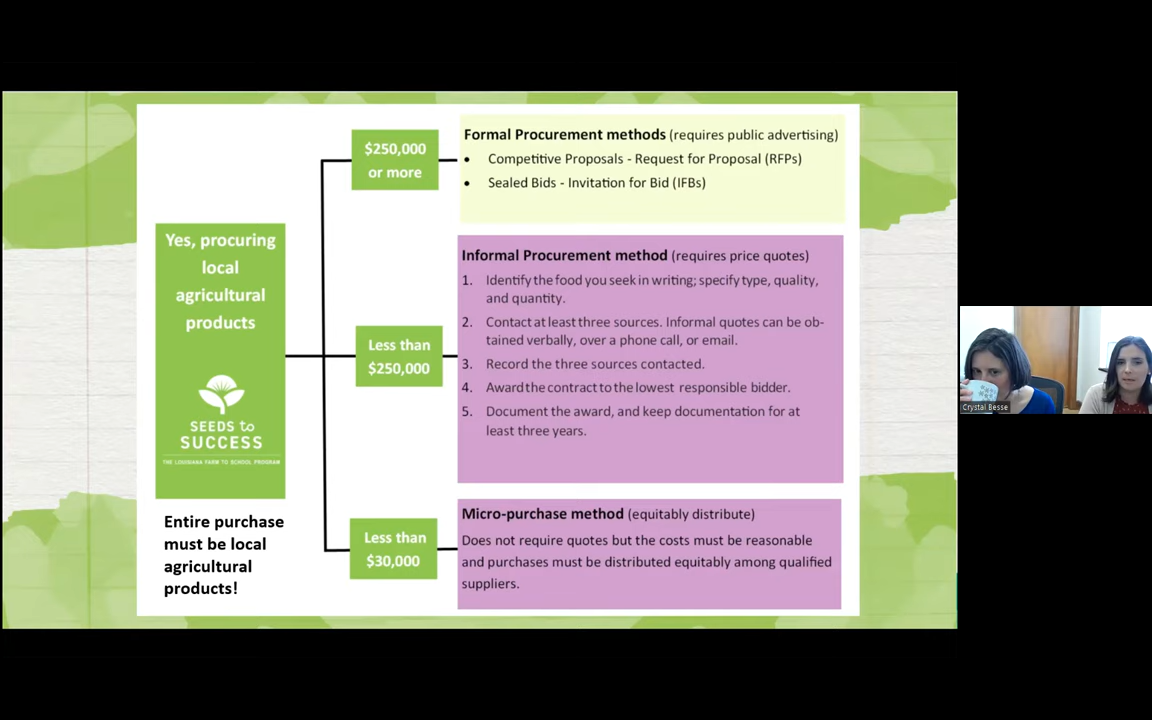 $250,000
or more
Formal Procurement methods (requires public advertising)
• Competitive Proposals - Request for Proposal (RFPs)
• Sealed Bids - Invitation for Bid (IFBs)
Yes, procuring
local
agricultural
products
SEEDS to
SUCCESS
THE LOUISIANA FARM TO SCHOOL PROGRAM
Entire purchase
must be local
agricultural
products!
Less than
$250,000
Informal Procurement method (requires price quotes)
1. Identify the food you seek in writing; specify type, quality,
and quantity.
2. Contact at least three sources. Informal quotes can be ob-
tained verbally, over a phone call, or email.
3. Record the three sources contacted.
4. Award the contract to the lowest responsible bidder.
5. Document the award, and keep documentation for at
least three years.
Less than
$30,000
Micro-purchase method (equitably distribute)
Does not require quotes but the costs must be reasonable
and purchases must be distributed equitably among qualified
suppliers.
Crystal Besse